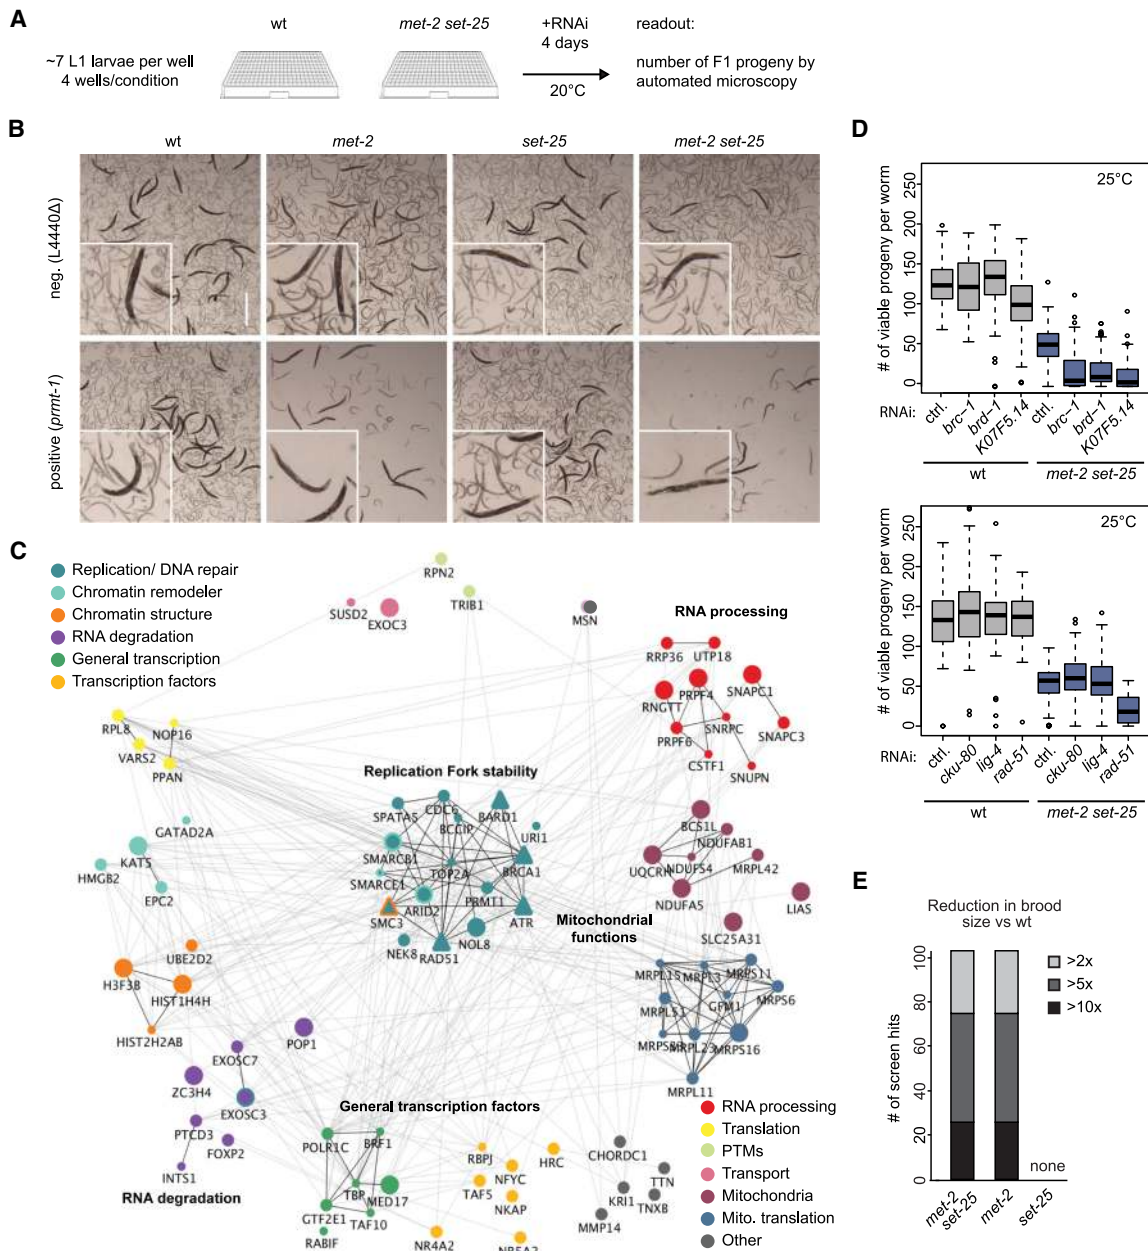 A
wt
met-2 set-25
+RNAi
4 days
20°C
readout:
~7 L1 larvae per well
4 wells/condition
number of F1 progeny by
automated microscopy
B
wt
met-2
set-25
met-2 set-25
neg. (L4440Δ)
positive (prmt-1)
C
Replication/ DNA repair
Chromatin remodeler
Chromatin structure
RNA degradation
General transcription
Transcription factors
RPN2
TRIB1
SUSD2
EXOC3
MSN
RNA processing
RRP36
UTP18
RNGTT
PRPF4
SNAPC1
SNRPC
PRPF6
SNAPC3
CSTF1
SNUPN
RPL8
NOP16
VARS2
PPAN
Replication Fork stability
SPATA5
CDC6
BCCIP
BARD1
URI1
SMARCB1
TOP2A
BRCA1
SMARCE1
ARID2
PRMT1
SMC3
ATR
NEK8
RAD51
NOL8
GATAD2A
KAT5
HMGB2
EPC2
BCS1L
NDUFAB1
UQCRH
NDUFS4
MRPL42
NDUFA5
LIAS
SLC25A31
Mitochondrial
functions
UBE2D2
H3F3B
HIST1H4H
HIST2H2AB
MRPL15
MRPL3
MRPS11
MRPL51
GFM1
MRPS6
MRPL23
MRPS16
MRPL11
POP1
EXOSC7
ZC3H4
EXOSC3
PTCD3
FOXP2
INTS1
RNA degradation
General transcription factors
POLR1C
BRF1
TBP
MED17
GTF2E1
TAF10
RABIF
RBPJ
NFYC
HRC
TAF5
NKAP
NR4A2
NR5A2
CHORDC1
TTN
KRI1
TNXB
MMP14
RNA processing
Translation
PTMs
Transport
Mitochondria
Mito. translation
Other
D
25°C
# of viable progeny per worm
250
200
150
100
50
0
RNAi:
ctrl.
brc-1
brd-1
K07F5.14
ctrl.
brc-1
brd-1
K07F5.14
wt
met-2 set-25
25°C
# of viable progeny per worm
250
200
150
100
50
0
RNAi:
ctrl.
cku-80
lig-4
rad-51
ctrl.
cku-80
lig-4
rad-51
wt
met-2 set-25
E
Reduction in brood
size vs wt
>2x
>5x
>10x
# of screen hits
100
80
60
40
20
0
none
met-2
set-25
met-2
set-25